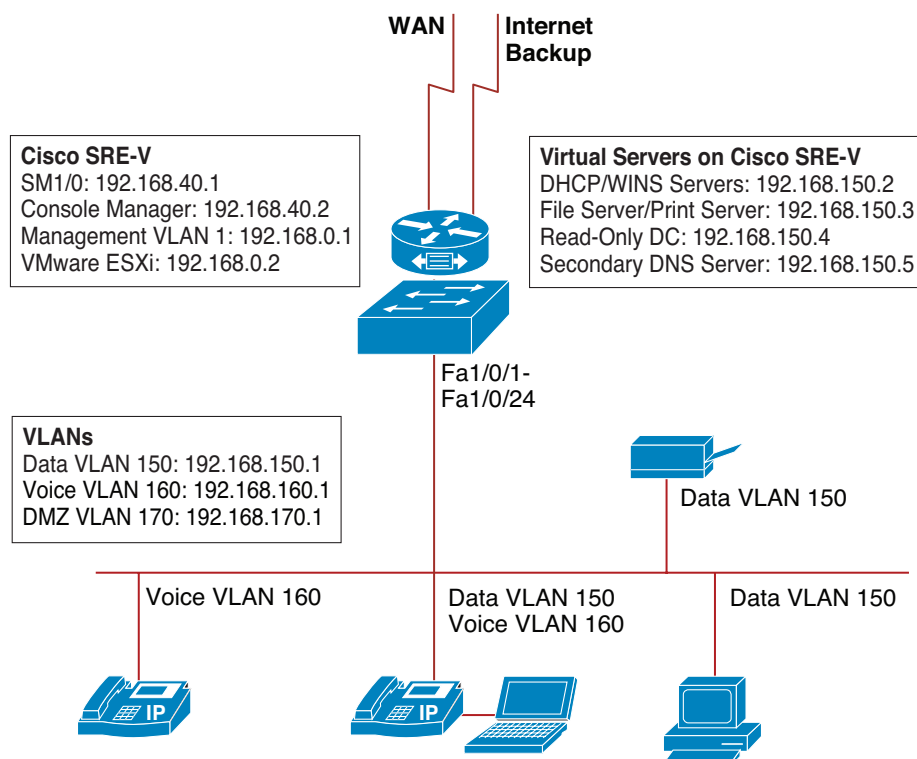 WAN
Internet
Backup
Cisco SRE-V
SM1/0: 192.168.40.1
Console Manager: 192.168.40.2
Management VLAN 1: 192.168.0.1
VMware ESXi: 192.168.0.2
Virtual Servers on Cisco SRE-V
DHCP/WINS Servers: 192.168.150.2
File Server/Print Server: 192.168.150.3
Read-Only DC: 192.168.150.4
Secondary DNS Server: 192.168.150.5
Fa1/0/1-
Fa1/0/24
VLANs
Data VLAN 150: 192.168.150.1
Voice VLAN 160: 192.168.160.1
DMZ VLAN 170: 192.168.170.1
Data VLAN 150
Voice VLAN 160
Data VLAN 150
Voice VLAN 160
Data VLAN 150
IP
IP